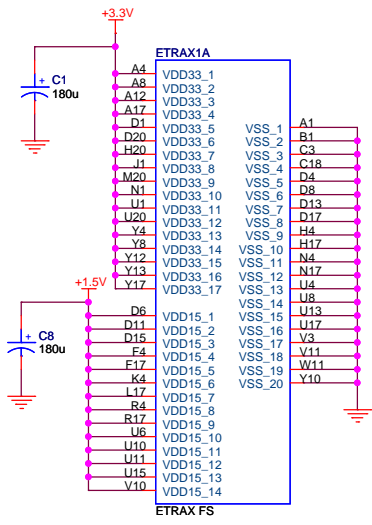 +3.3V
ETRAX1A
C1
180u
A4 VDD33_1
A8 VDD33_2
A12 VDD33_3
A17 VDD33_4
D1 VDD33_5 VSS_1 A1
D20 VDD33_6 VSS_2 B1
H20 VDD33_7 VSS_3 C3
J1 VDD33_8 VSS_4 C18
M20 VDD33_9 VSS_5 D4
N1 VDD33_10 VSS_6 D8
U1 VDD33_11 VSS_7 D13
U20 VDD33_12 VSS_8 D17
Y4 VDD33_13 VSS_9 H4
Y8 VDD33_14 VSS_10 H17
Y12 VDD33_15 VSS_11 N4
Y13 VDD33_16 VSS_12 N17
Y17 VDD33_17 VSS_13 U4
+1.5V
VSS_14 U8
D6 VDD15_1 VSS_15 U13
D11 VDD15_2 VSS_16 U17
D15 VDD15_3 VSS_17 V3
F4 VDD15_4 VSS_18 V11
F17 VDD15_5 VSS_19 W11
K4 VDD15_6 VSS_20 Y10
C8
180u
L17 VDD15_7
R4 VDD15_8
R17 VDD15_9
U6 VDD15_10
U10 VDD15_11
U11 VDD15_12
U15 VDD15_13
V10 VDD15_14
ETRAX FS